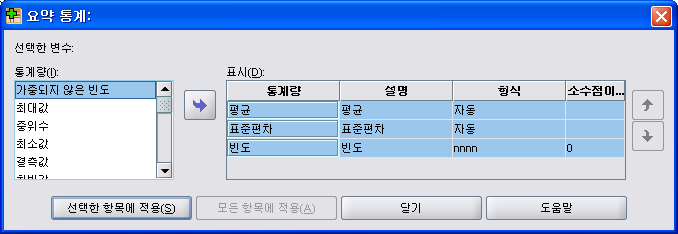 요약 통계:
선택한 변수:
통계량(I):
가중되지 않은 빈도
최대값
중위수
최소값
결측값
최빈값
표시(D):
통계량 설명 형식 소수점이...
평균 평균 자동
표준편차 표준편차 자동
빈도 빈도 nnnn 0
선택한 항목에 적용(S) 모든 항목에 적용(A) 닫기 도움말